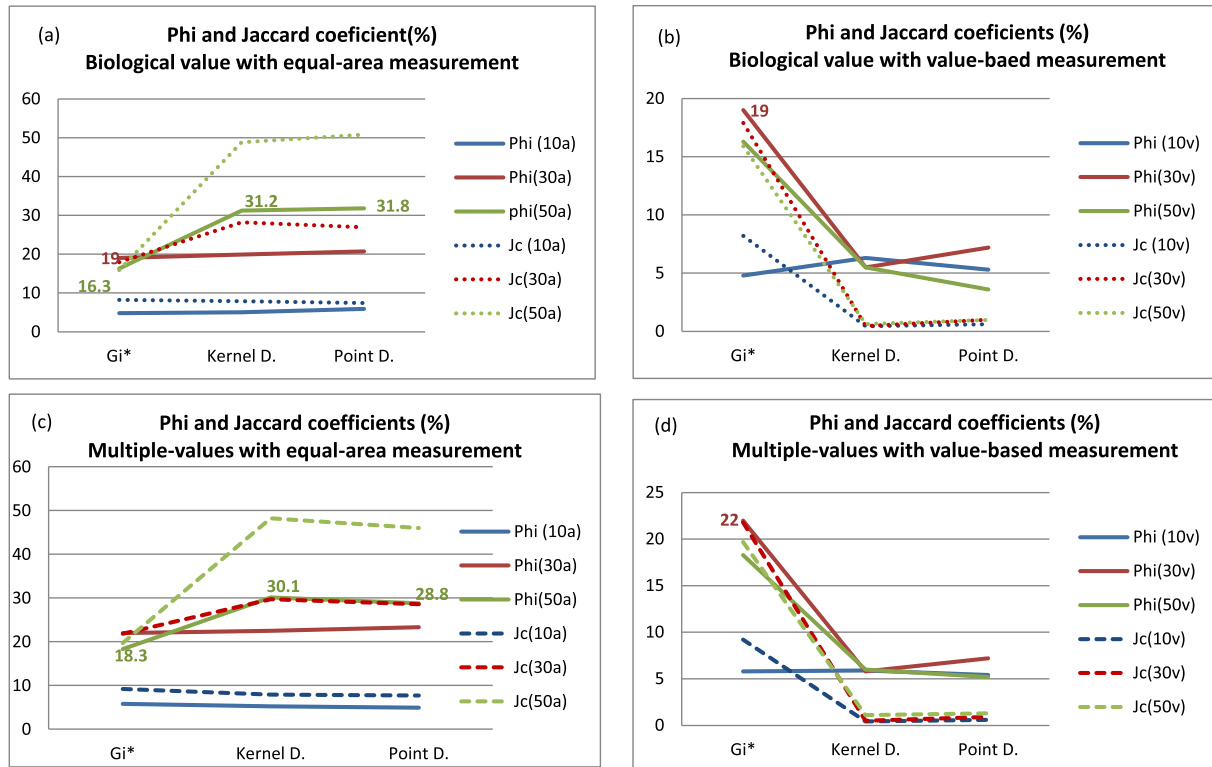 (a)
Phi and Jaccard coeficient(%)
Biological value with equal-area measurement
60
50
40
30
20
10
0
19
16.3
31.2
31.8
Gi*
Kernel D.
Point D.
Phi (10a)
Phi(30a)
phi(50a)
Jc (10a)
Jc(30a)
Jc(50a)
(b)
Phi and Jaccard coefficients (%)
Biological value with value-baed measurement
20
15
10
5
0
19
Gi*
Kernel D.
Point D.
Phi (10v)
Phi(30v)
Phi(50v)
Jc (10v)
Jc(30v)
Jc(50v)
(c)
Phi and Jaccard coefficients (%)
Multiple-values with equal-area measurement
60
50
40
30
20
10
0
18.3
30.1
28.8
Gi*
Kernel D.
Point D.
Phi (10a)
Phi(30a)
Phi(50a)
Jc(10a)
Jc(30a)
Jc(50a)
(d)
Phi and Jaccard coefficients (%)
Multiple-values with value-based measurement
25
20
15
10
5
0
22
Gi*
Kernel D.
Point D.
Phi (10v)
Phi(30v)
Phi(50v)
Jc(10v)
Jc(30v)
Jc(50v)